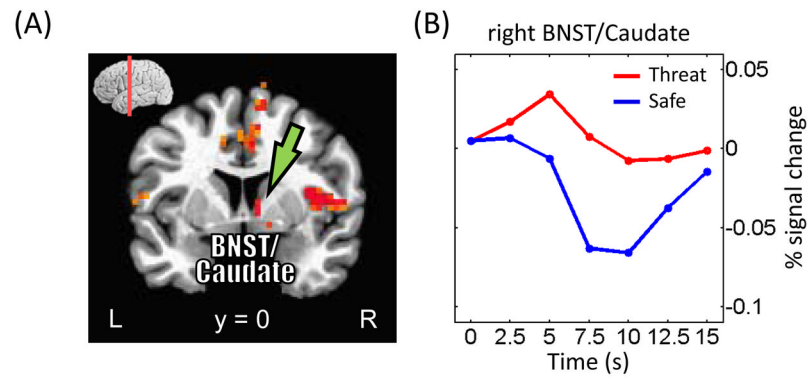 (A)
BNST/
Caudate
L y = 0 R
(B)
right BNST/Caudate
Threat
Safe
0.05
0
-0.05
-0.1
% signal change
0 2.5 5 7.5 10 12.5 15
Time (s)